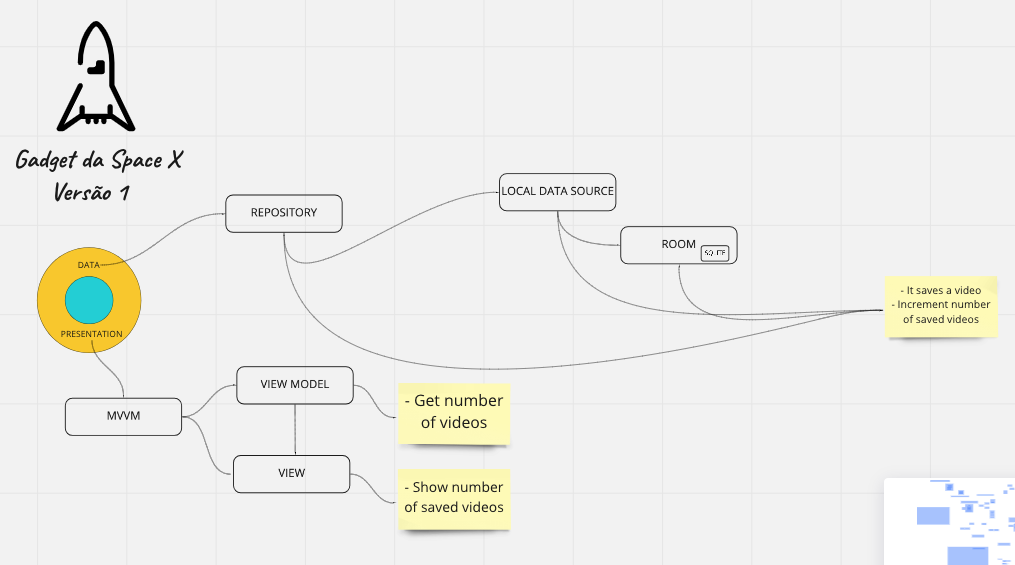 Gadget da Space X
Versão 1
DATA
PRESENTATION
REPOSITORY
LOCAL DATA SOURCE
ROOM
SQLITE
- It saves a video
- Increment number
of saved videos
MVVM
VIEW MODEL
VIEW
- Get number
of videos
- Show number
of saved videos